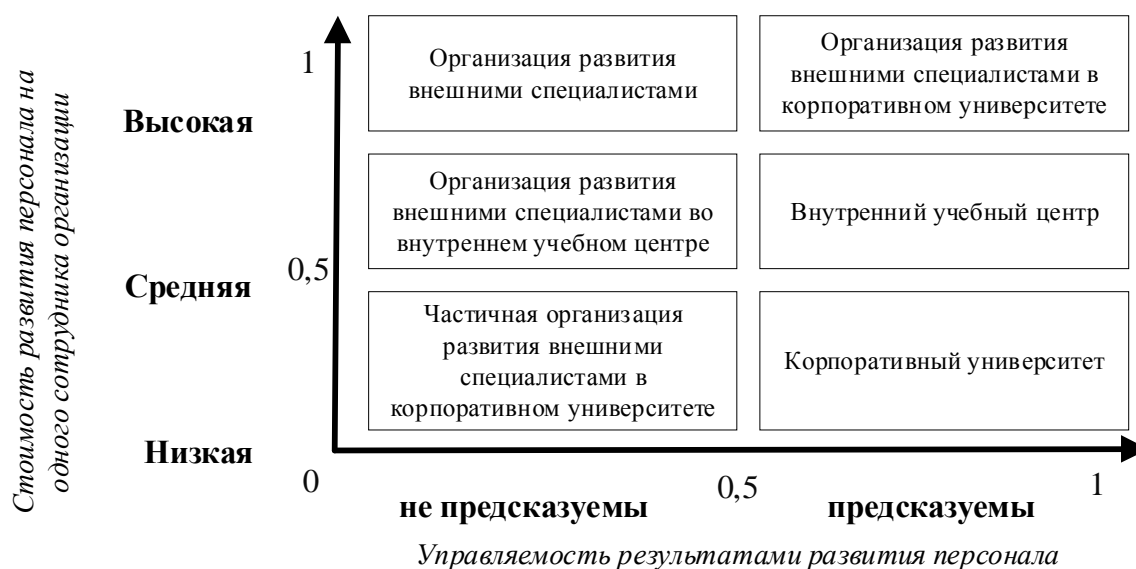 Стоимость развития персонала на
одного сотрудника организации
1
Высокая
0,5
Средняя
Низкая
Организация развития
внешними специалистами
Организация развития
внешними специалистами в
корпоративном университете
Организация развития
внешними специалистами во
внутреннем учебном центре
Внутренний учебный центр
Частичная организация
развития внешними
специалистами в
корпоративном университете
Корпоративный университет
0
0,5
1
не предсказуемы
предсказуемы
Управляемость результатами развития персонала